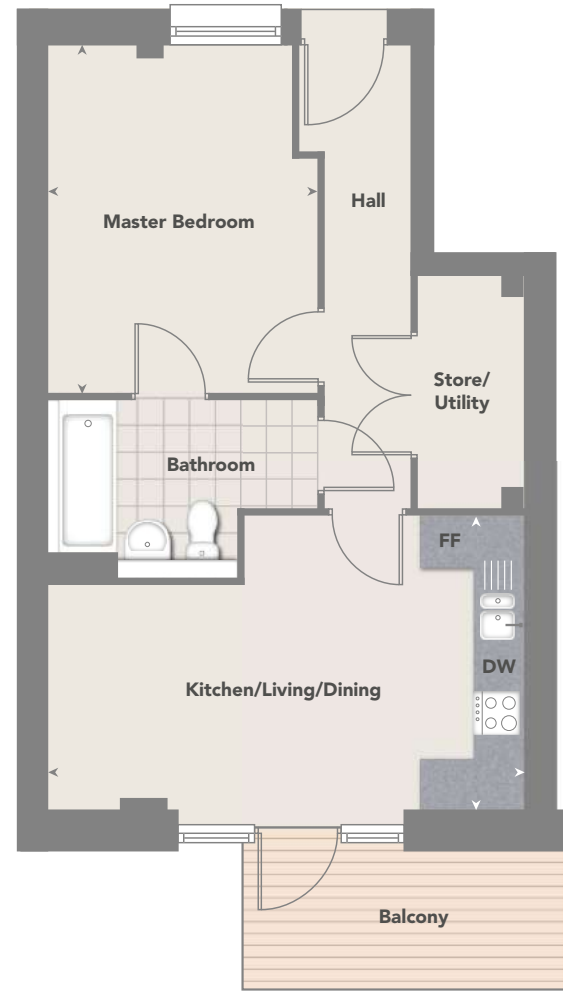 Hall
Master Bedroom
Store/
Utility
Bathroom
FF
DW
Kitchen/Living/Dining
Balcony